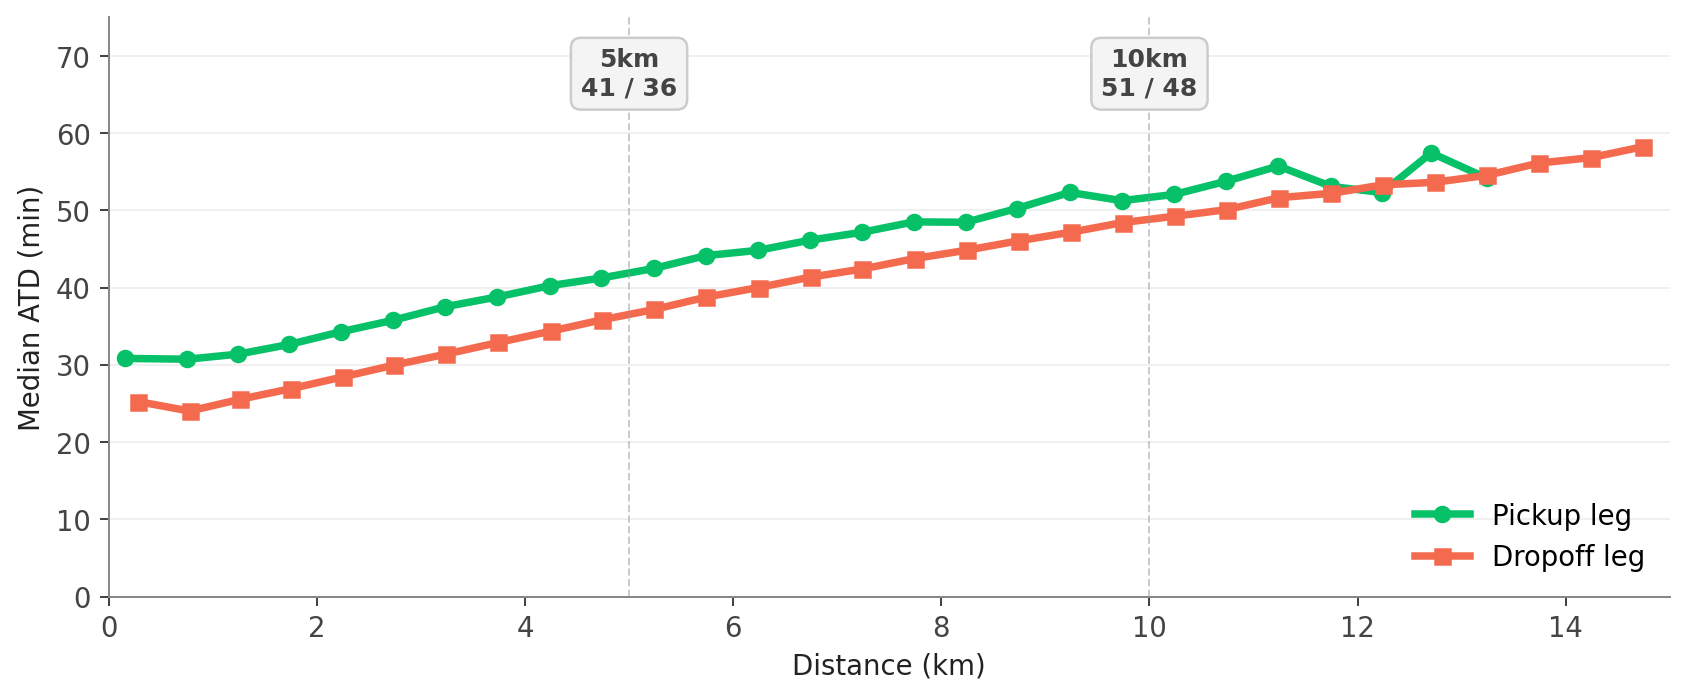 5km
41 / 36
10km
51 / 48
70
60
50
40
30
20
10
0
Median ATD (min)
0 2 4 6 8 10 12 14
Distance (km)
Pickup leg
Dropoff leg